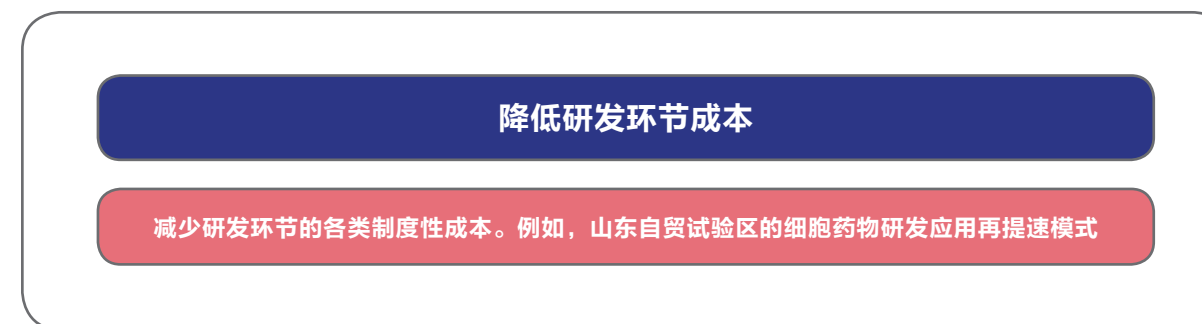 降低研发环节成本
减少研发环节的各类制度性成本。例如，山东自贸试验区的细胞药物研发应用再提速模式